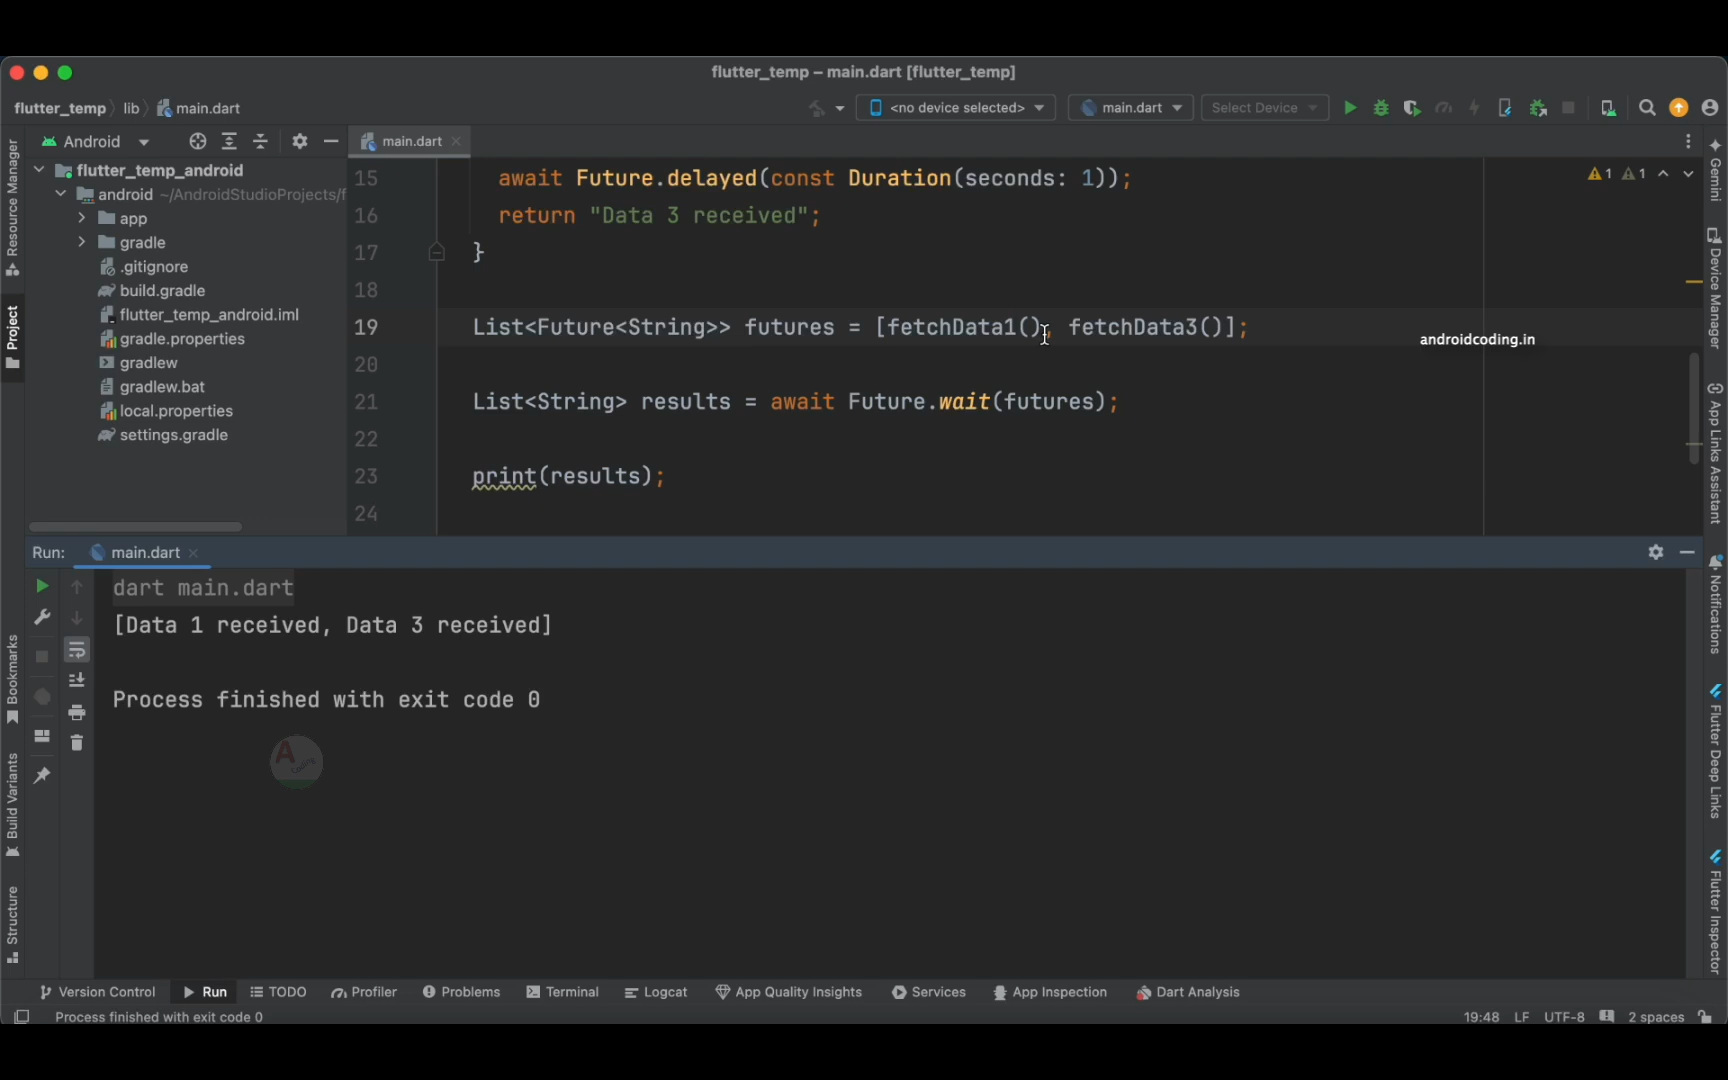 flutter_temp – main.dart [flutter_temp]
flutter_temp
lib
main.dart
<no device selected>
main.dart
Select Device
Android
main.dart
Resource Manager
Project
Bookmarks
Build Variants
Structure
flutter_temp_android
android ~/AndroidStudioProjects/f
app
gradle
.gitignore
build.gradle
flutter_temp_android.iml
gradle.properties
gradlew
gradlew.bat
local.properties
settings.gradle
15 await Future.delayed(const Duration(seconds: 1));
16 return "Data 3 received";
17 }
18
19 List<Future<String>> futures = [fetchData1(), fetchData3()];
20
21 List<String> results = await Future.wait(futures);
22
23 print(results);
24
1 1
androidcoding.in
Gemini
Device Manager
App Links Assistant
Notifications
Flutter Deep Links
Flutter Inspector
Run: main.dart
dart main.dart
[Data 1 received, Data 3 received]
Process finished with exit code 0
A
Coding
Version Control
Run
TODO
Profiler
Problems
Terminal
Logcat
App Quality Insights
Services
App Inspection
Dart Analysis
Process finished with exit code 0
19:48 LF UTF-8 2 spaces